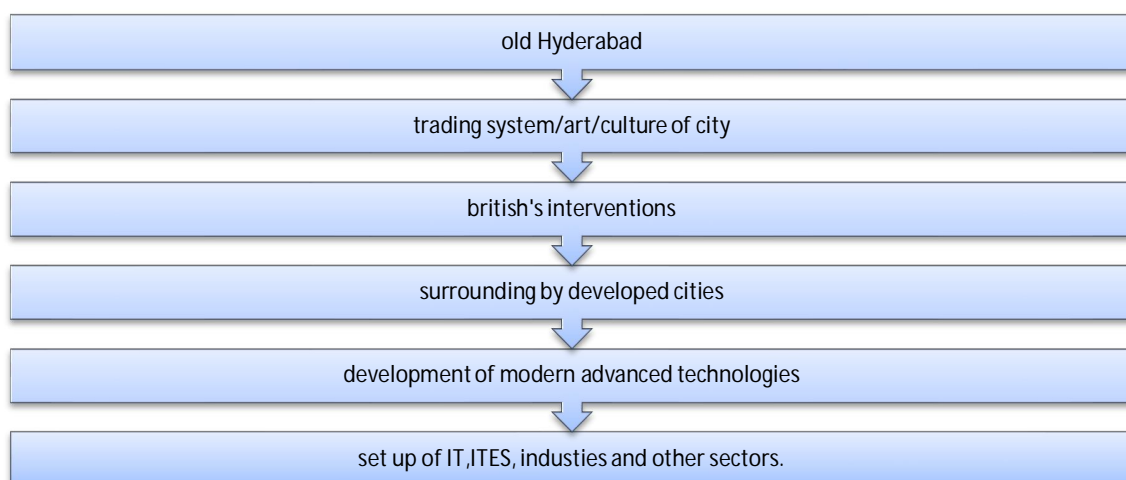 old Hyderabad
trading system/art/culture of city
british's interventions
surrounding by developed cities
development of modern advanced technologies
set up of IT,ITES, industies and other sectors.